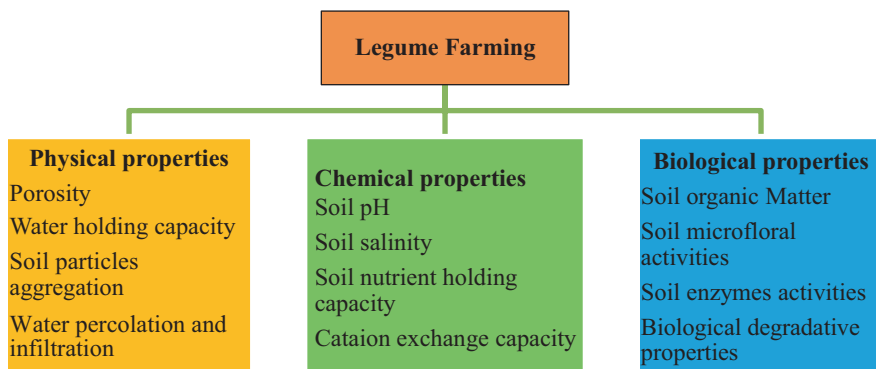 Legume Farming
Physical properties
Porosity
Water holding capacity
Soil particles
aggregation
Water percolation and
infiltration
Chemical properties
Soil pH
Soil salinity
Soil nutrient holding
capacity
Cataion exchange capacity
Biological properties
Soil organic Matter
Soil microfloral
activities
Soil enzymes activities
Biological degradative
properties